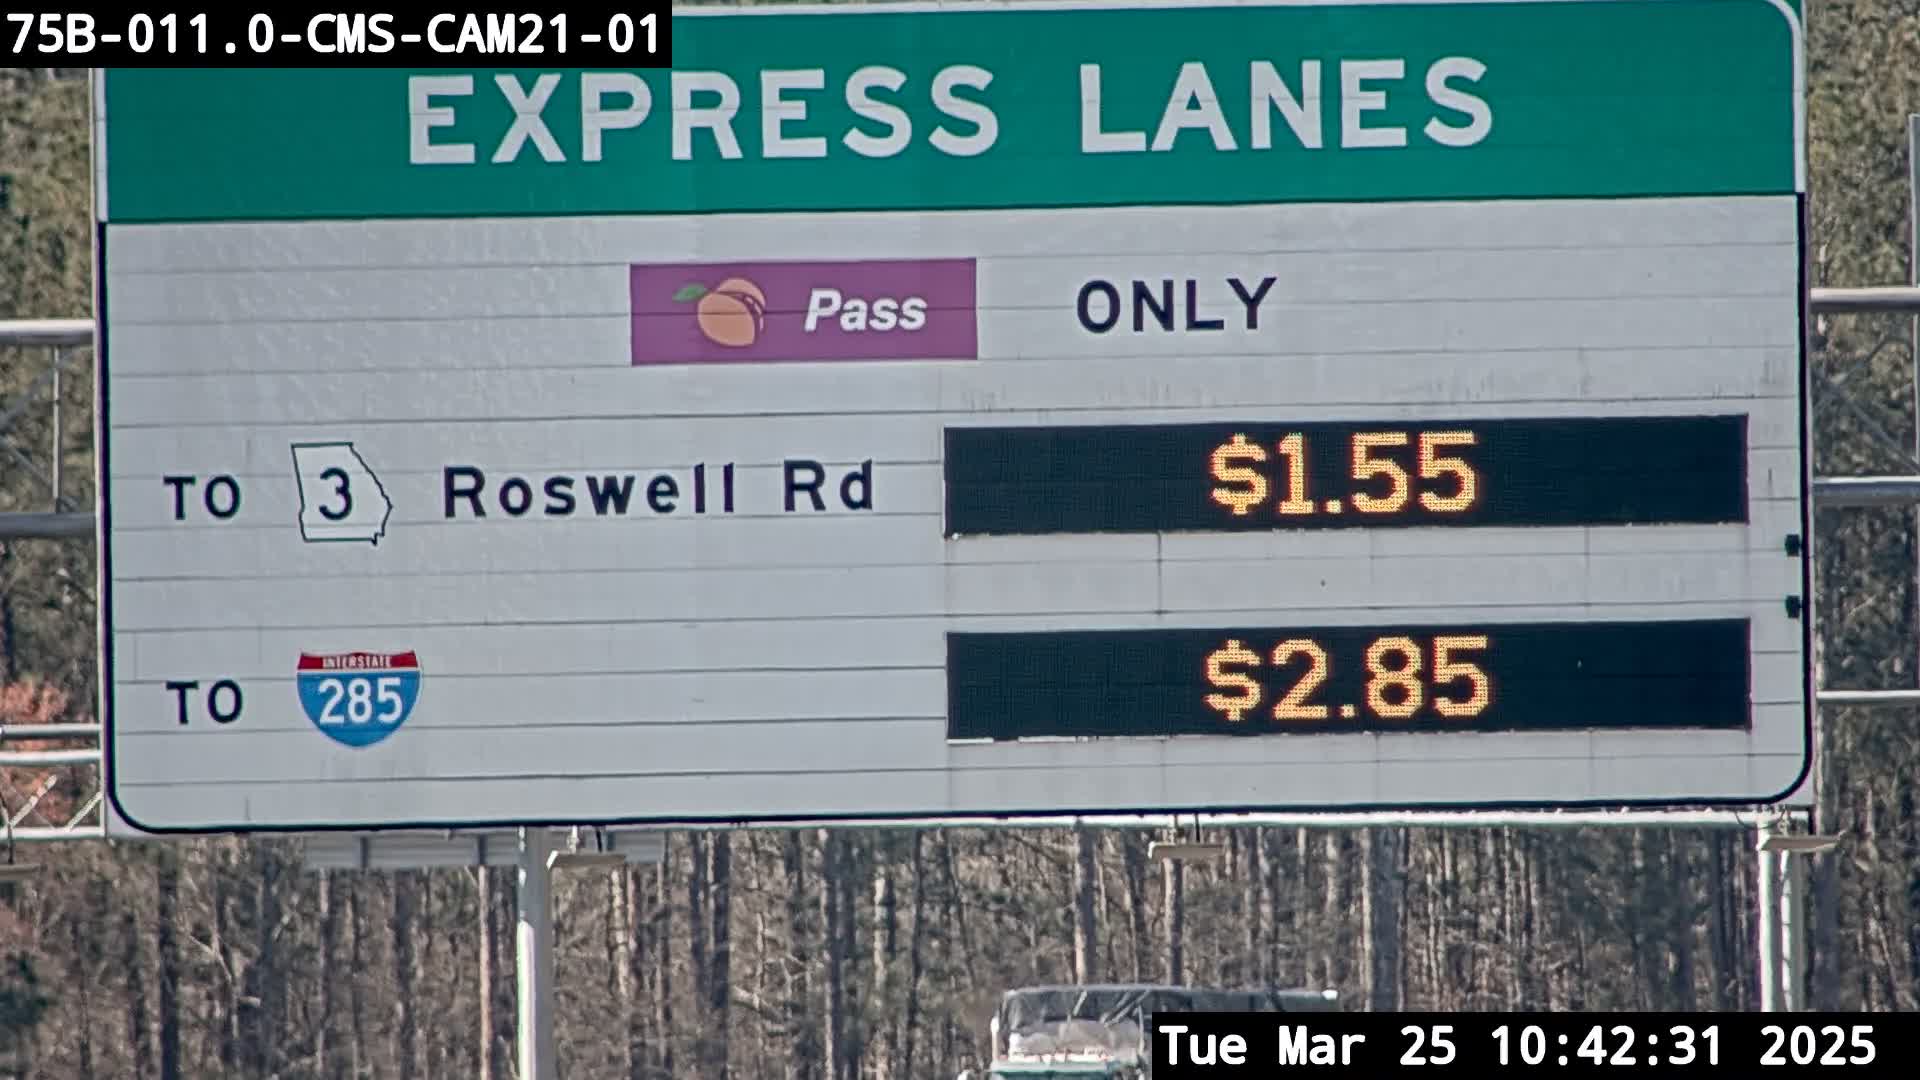 75B-011.0-CMS-CAM21-01
EXPRESS LANES
Pass ONLY
TO 3 Roswell Rd $1.55
TO INTERSTATE 285 $2.85
Tue Mar 25 10:42:31 2025